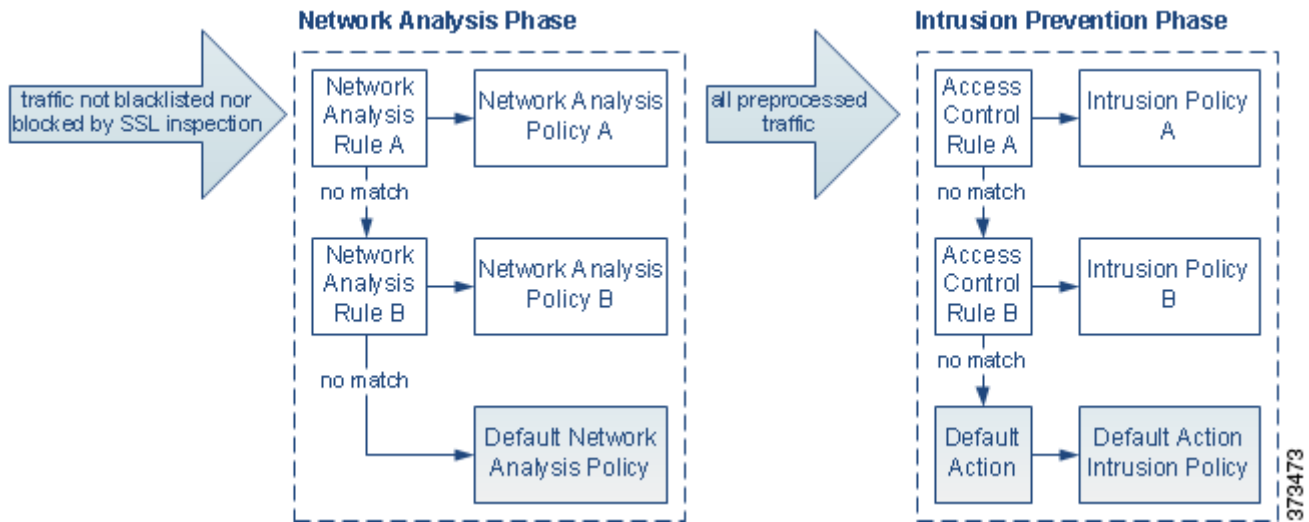 Network Analysis Phase
Intrusion Prevention Phase
traffic not blacklisted nor
blocked by SSL inspection
Network
Analysis
Rule A
Network Analysis
Policy A
no match
Network
Analysis
Rule B
Network Analysis
Policy B
no match
Default Network
Analysis Policy
all preprocessed
traffic
Access
Control
Rule A
Intrusion Policy
A
no match
Access
Control
Rule B
Intrusion Policy
B
no match
Default
Action
Default Action
Intrusion Policy
373473